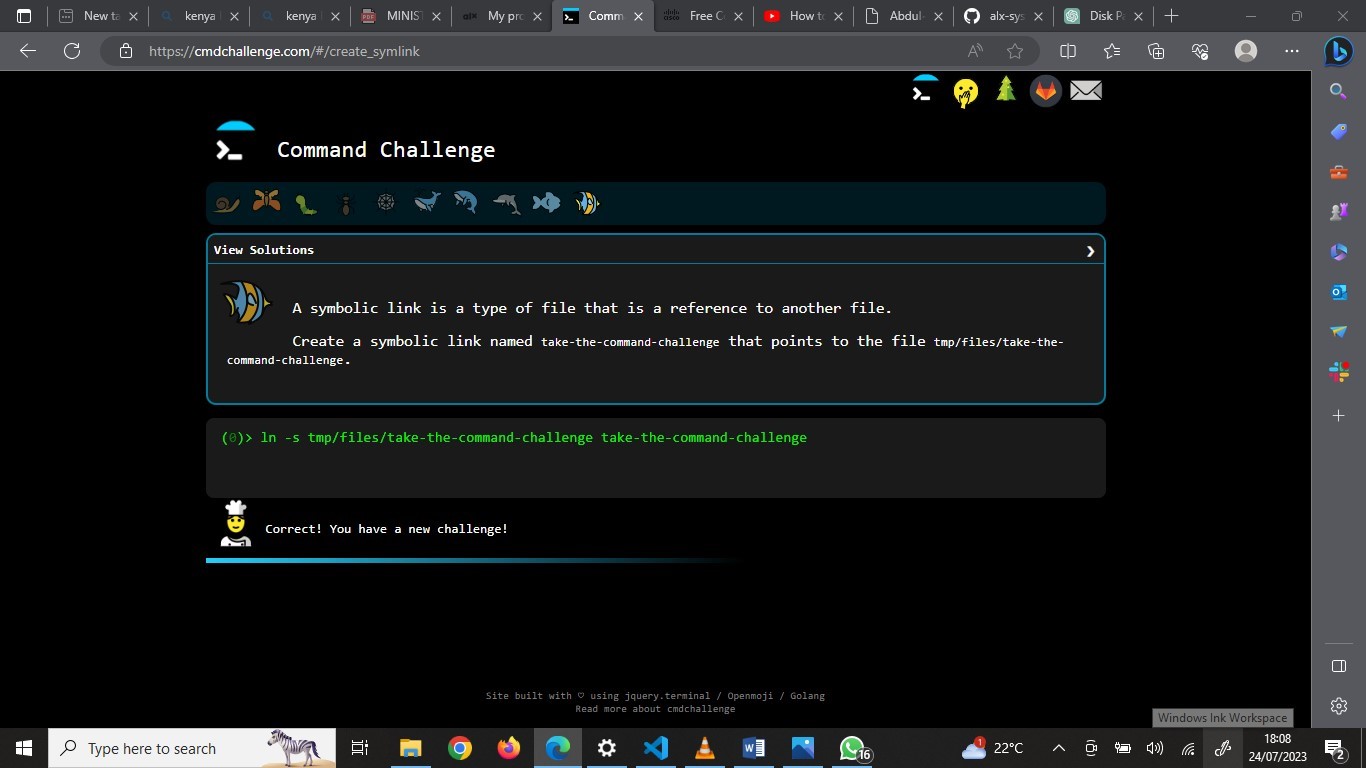 New ta
kenya
kenya
MINIST
alx My pro
Comm
cisco Free C
How to
Abdul-
alx-sys
Disk Pa
https://cmdchallenge.com/#/create_symlink
Command Challenge
View Solutions
A symbolic link is a type of file that is a reference to another file.
Create a symbolic link named take-the-command-challenge that points to the file tmp/files/take-the-
command-challenge.
(0)> ln -s tmp/files/take-the-command-challenge take-the-command-challenge
Correct! You have a new challenge!
Site built with ♡ using jquery.terminal / Openmoji / Golang
Read more about cmdchallenge
Windows Ink Workspace
Type here to search
16
22°C
18:08
24/07/2023
2